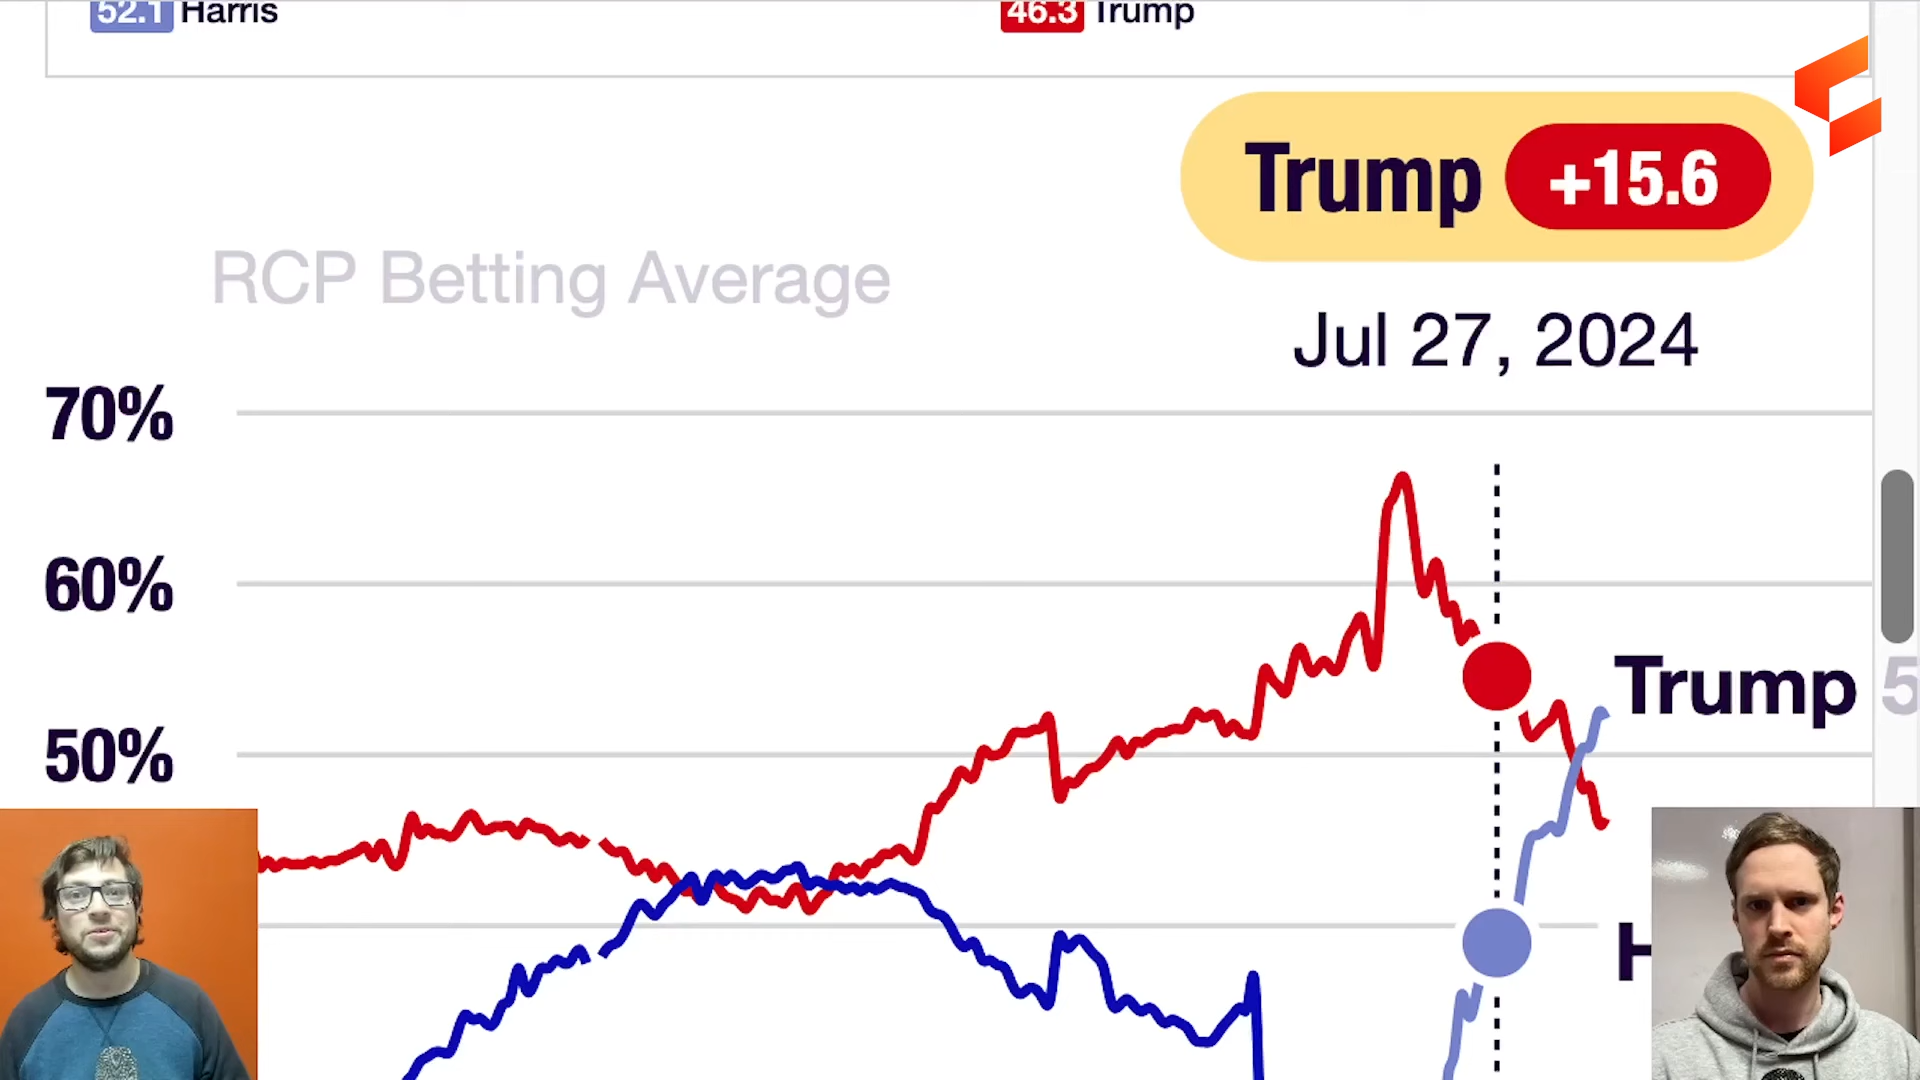 52.1 Harris
46.3 Trump
Trump +15.6
RCP Betting Average
Jul 27, 2024
70%
60%
50%
Trump 5
H